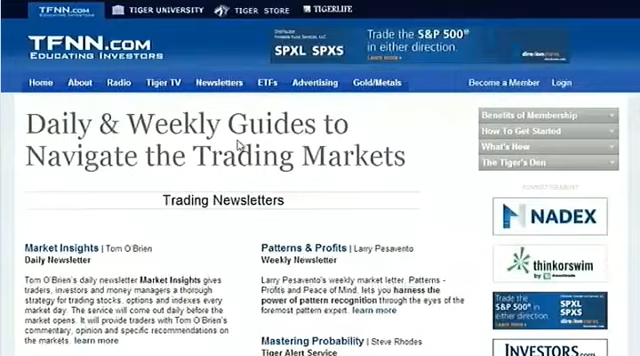 TFNN.COM
TIGER UNIVERSITY
TIGER STORE
TIGERLIFE
TFNN.COM
EDUCATING INVESTORS
SPXL SPXS
Trade the S&P 500®
in either direction.
Learn more
Home About Radio Tiger TV Newsletters ETFs Advertising Gold/Metals Become a Member Login
Daily & Weekly Guides to
Navigate the Trading Markets
Benefits of Membership
How To Get Started
What's New
The Tiger's Den
ADVERTISEMENT
Trading Newsletters
NADEX
Market Insights | Tom O'Brien
Daily Newsletter
Tom O'Brien's daily newsletter Market Insights gives
traders, investors and money managers a thorough
strategy for trading stocks, options and indexes every
market day. The service will come out daily before the
market opens. It will provide traders with Tom O'Brien's
commentary, opinion and specific recommendations on
the markets. learn more
Patterns & Profits | Larry Pesavento
Weekly Newsletter
Larry Pesavento's weekly market letter, Patterns -
Profits and Peace of Mind, lets you harness the
power of pattern recognition through the eyes of the
foremost pattern expert. learn more
Mastering Probability | Steve Rhodes
Tiger Alert Service
thinkorswim
Trade the
S&P 500®
in either direction.
Learn more
SPXL
SPXS
INVESTORS.com